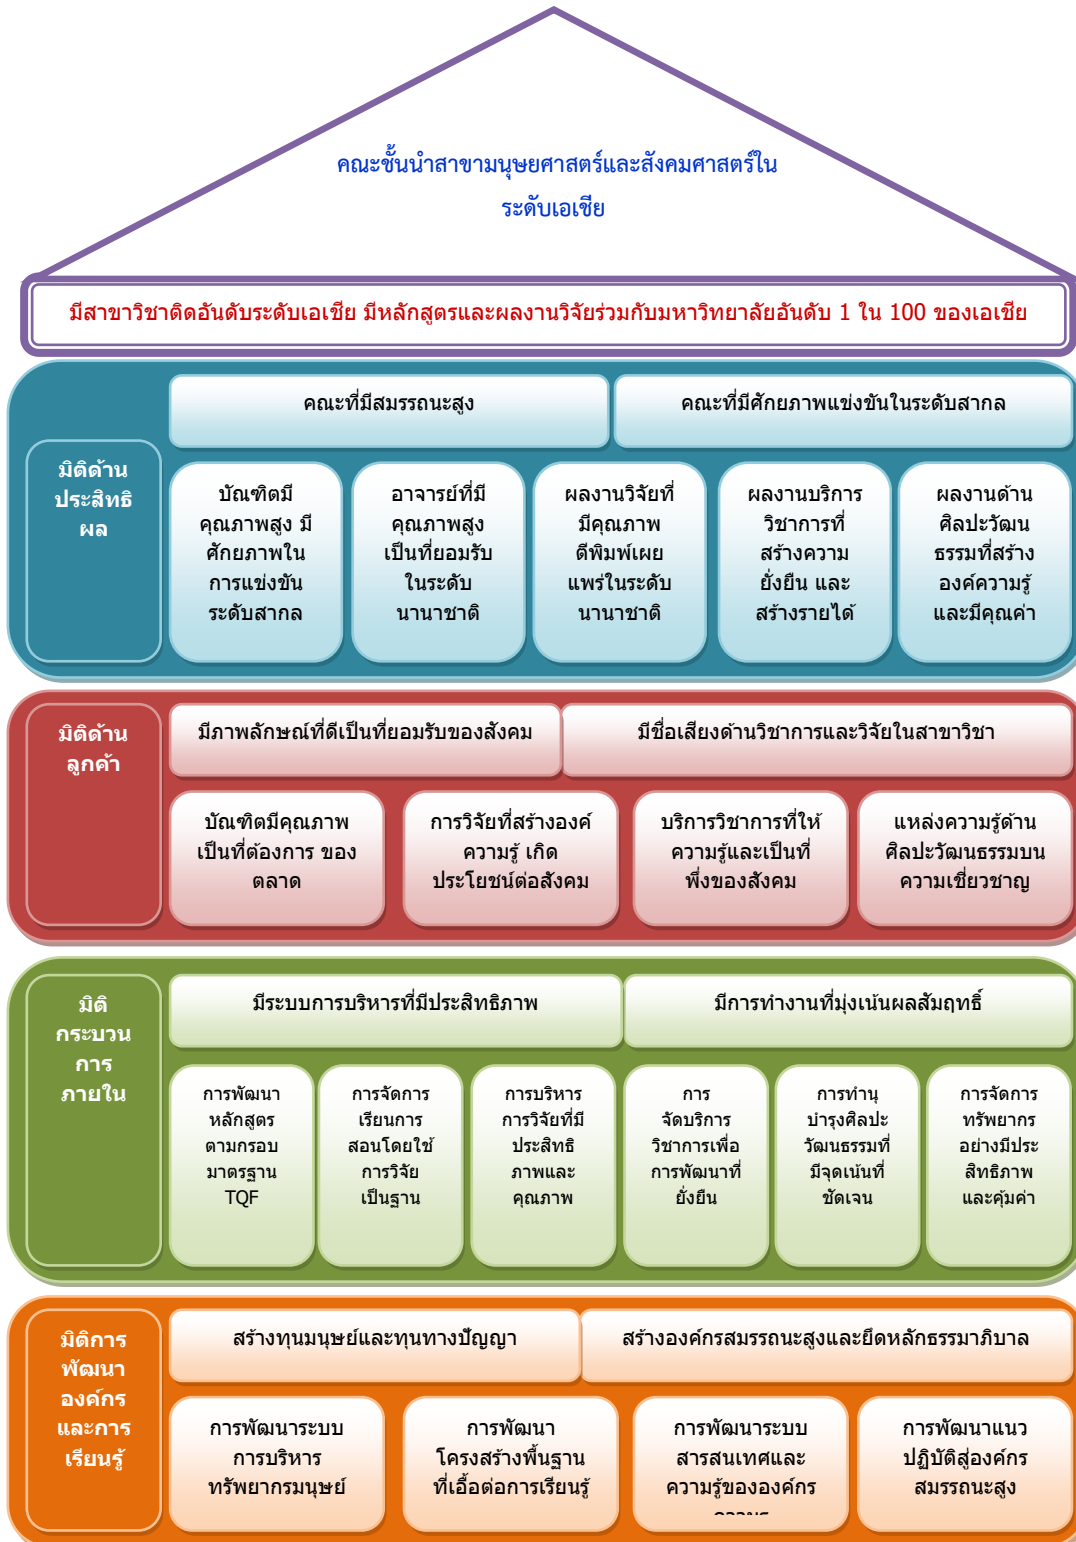 คณะชั้นนำสาขามนุษยศาสตร์และสังคมศาสตร์ใน
ระดับเอเชีย
มีสาขาวิชาติดอันดับระดับเอเชีย มีหลักสูตรและผลงานวิจัยร่วมกับมหาวิทยาลัยอันดับ 1 ใน 100 ของเอเชีย
มิติด้าน
ประสิทธิ
ผล
คณะที่มีสมรรถนะสูง
คณะที่มีศักยภาพแข่งขันในระดับสากล
บัณฑิตมี
คุณภาพสูง มี
ศักยภาพใน
การแข่งขัน
ระดับสากล
อาจารย์ที่มี
คุณภาพสูง
เป็นที่ยอมรับ
ในระดับ
นานาชาติ
ผลงานวิจัยที่
มีคุณภาพ
ตีพิมพ์เผย
แพร่ในระดับ
นานาชาติ
ผลงานบริการ
วิชาการที่
สร้างความ
ยั่งยืน และ
สร้างรายได้
ผลงานด้าน
ศิลปะวัฒน
ธรรมที่สร้าง
องค์ความรู้
และมีคุณค่า
มิติด้าน
ลูกค้า
มีภาพลักษณ์ที่ดีเป็นที่ยอมรับของสังคม
มีชื่อเสียงด้านวิชาการและวิจัยในสาขาวิชา
บัณฑิตมีคุณภาพ
เป็นที่ต้องการ ของ
ตลาด
การวิจัยที่สร้างองค์
ความรู้ เกิด
ประโยชน์ต่อสังคม
บริการวิชาการที่ให้
ความรู้และเป็นที่
พึ่งของสังคม
แหล่งความรู้ด้าน
ศิลปะวัฒนธรรมบน
ความเชี่ยวชาญ
มิติ
กระบวน
การ
ภายใน
มีระบบการบริหารที่มีประสิทธิภาพ
มีการทำงานที่มุ่งเน้นผลสัมฤทธิ์
การพัฒนา
หลักสูตร
ตามกรอบ
มาตรฐาน
TQF
การจัดการ
เรียนการ
สอนโดยใช้
การวิจัย
เป็นฐาน
การบริหาร
การวิจัยที่มี
ประสิทธิ
ภาพและ
คุณภาพ
การ
จัดบริการ
วิชาการเพื่อ
การพัฒนาที่
ยั่งยืน
การทำนุ
บำรุงศิลปะ
วัฒนธรรมที่
มีจุดเน้นที่
ชัดเจน
การจัดการ
ทรัพยากร
อย่างมีประ
สิทธิภาพ
และคุ้มค่า
มิติการ
พัฒนา
องค์กร
และการ
เรียนรู้
สร้างทุนมนุษย์และทุนทางปัญญา
สร้างองค์กรสมรรถนะสูงและยึดหลักธรรมาภิบาล
การพัฒนาระบบ
การบริหาร
ทรัพยากรมนุษย์
การพัฒนา
โครงสร้างพื้นฐาน
ที่เอื้อต่อการเรียนรู้
การพัฒนาระบบ
สารสนเทศและ
ความรู้ขององค์กร
การพัฒนาแนว
ปฏิบัติสู่องค์กร
สมรรถนะสูง